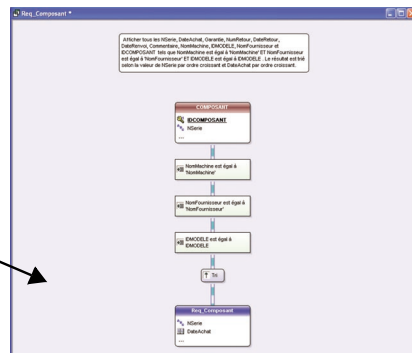 Req_Composant *
Afficher tous les NSerie, DateAchat, Garantie, NumRetour, DateRetour,
DateRenvoi, Commentaire, NomMachine, IDMODELE, NomFournisseur et
IDCOMPOSANT tels que NomMachine est égal à 'NomMachine' ET NomFournisseur
est égal à 'NomFournisseur' ET IDMODELE est égal à IDMODELE . Le résultat est trié
selon la valeur de NSerie par ordre croissant et DateAchat par ordre croissant.
COMPOSANT
IDCOMPOSANT
NSerie
...
NomMachine est égal à
'NomMachine'
NomFournisseur est égal à
'NomFournisseur'
IDMODELE est égal à
IDMODELE
Tri
Req_Composant
NSerie
DateAchat
...